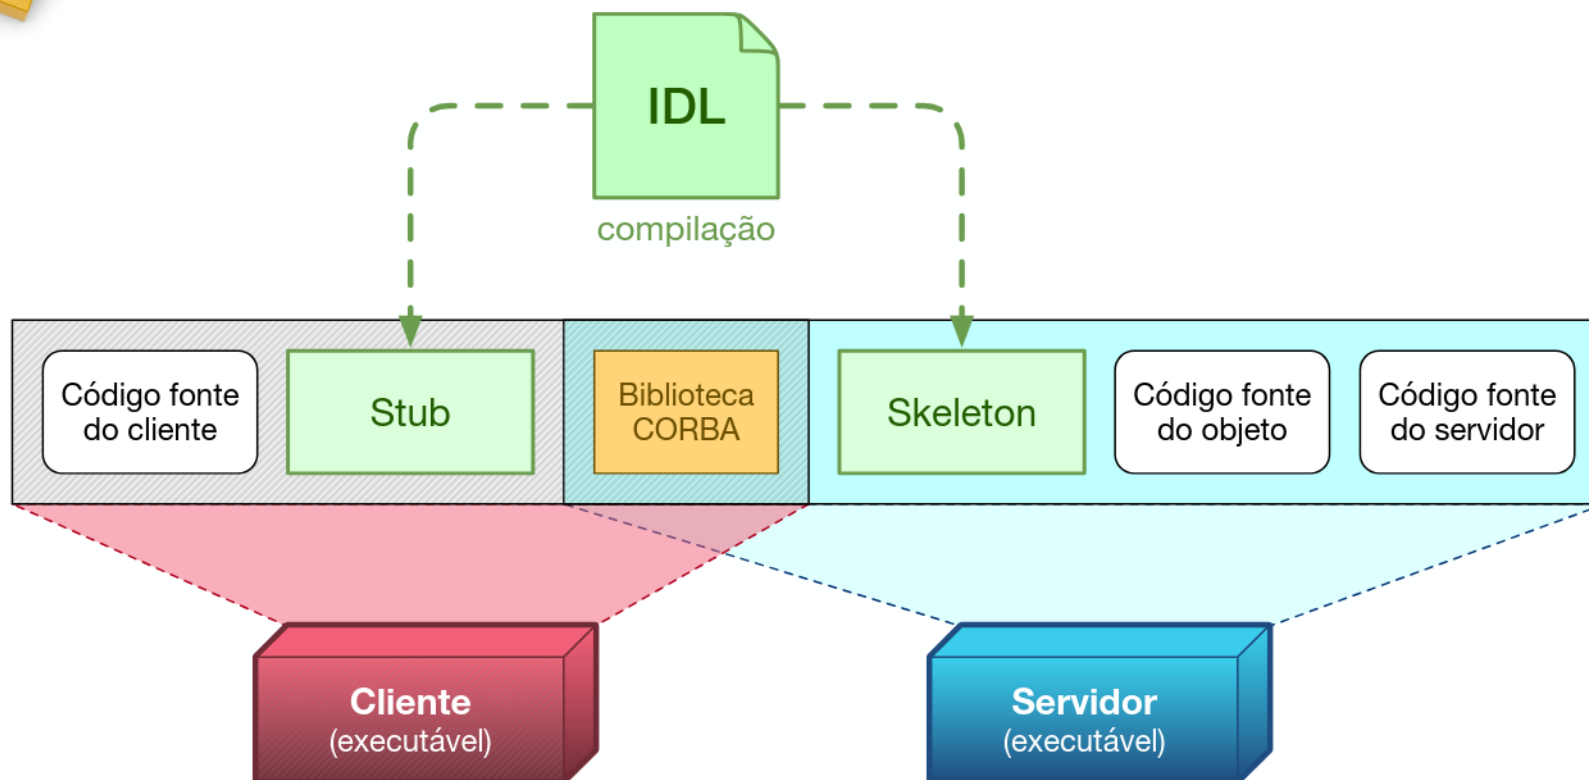 IDL
compilação
Código fonte
do cliente
Stub
Biblioteca
CORBA
Skeleton
Código fonte
do objeto
Código fonte
do servidor
Cliente
(executável)
Servidor
(executável)